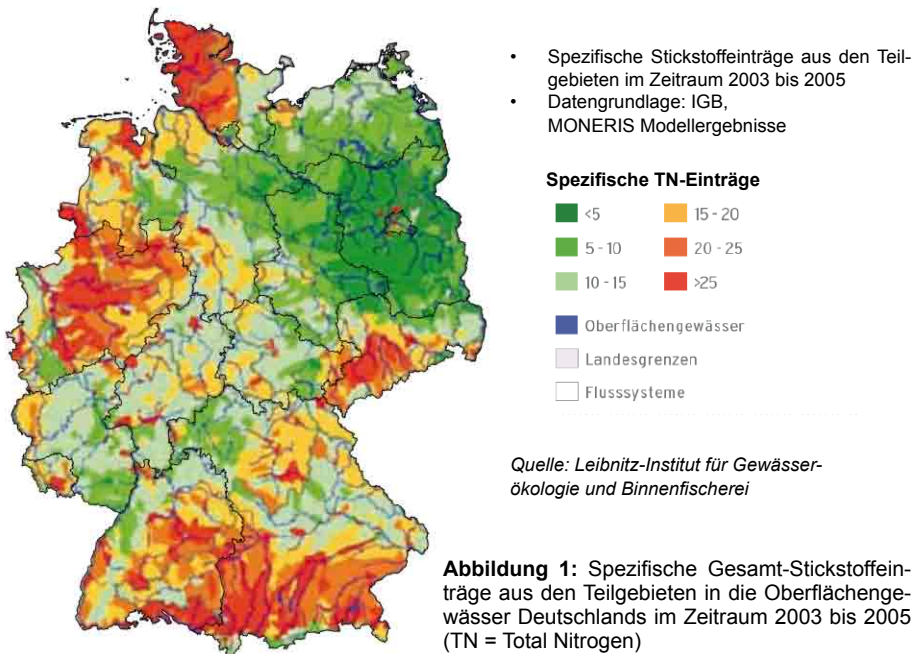 • Spezifische Stickstoffeinträge aus den Teil-
gebieten im Zeitraum 2003 bis 2005
• Datengrundlage: IGB,
MONERIS Modellergebnisse
Spezifische TN-Einträge
<5
15 - 20
5 - 10
20 - 25
10 - 15
>25
Oberflächengewässer
Landesgrenzen
Flusssysteme
Quelle: Leibnitz-Institut für Gewässer-
ökologie und Binnenfischerei
Abbildung 1: Spezifische Gesamt-Stickstoffein-
träge aus den Teilgebieten in die Oberflächenge-
wässer Deutschlands im Zeitraum 2003 bis 2005
(TN = Total Nitrogen)